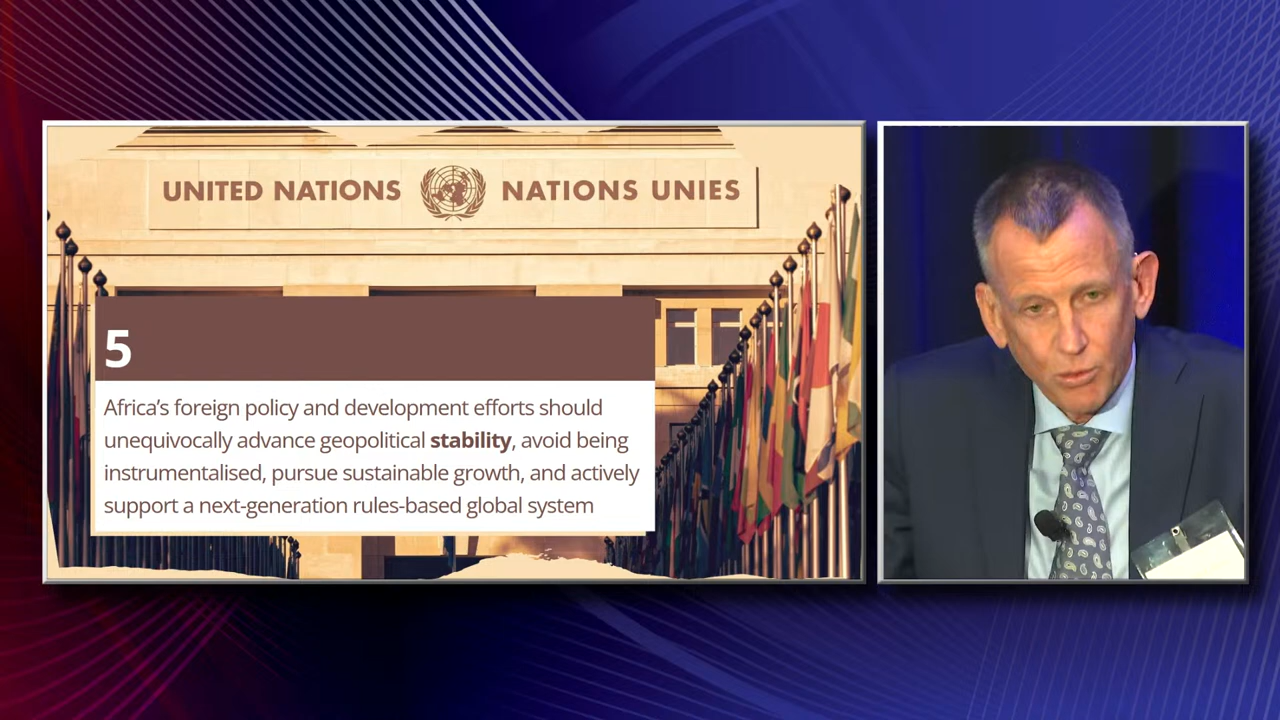 UNITED NATIONS NATIONS UNIES
5
Africa's foreign policy and development efforts should
unequivocally advance geopolitical stability, avoid being
instrumentalised, pursue sustainable growth, and actively
support a next-generation rules-based global system